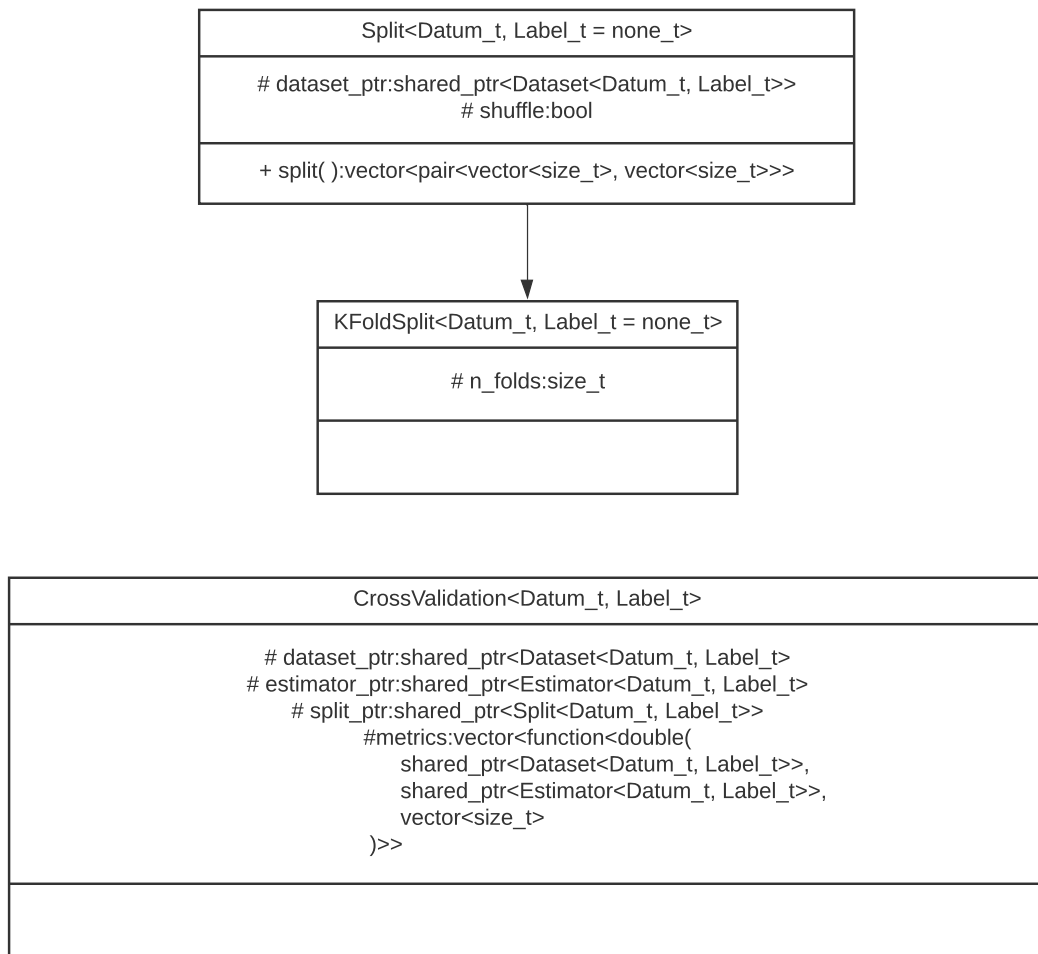 Split<Datum_t, Label_t = none_t>
# dataset_ptr:shared_ptr<Dataset<Datum_t, Label_t>>
# shuffle:bool
+ split( ):vector<pair<vector<size_t>, vector<size_t>>>
KFoldSplit<Datum_t, Label_t = none_t>
# n_folds:size_t
CrossValidation<Datum_t, Label_t>
# dataset_ptr:shared_ptr<Dataset<Datum_t, Label_t>
# estimator_ptr:shared_ptr<Estimator<Datum_t, Label_t>
# split_ptr:shared_ptr<Split<Datum_t, Label_t>>
#metrics:vector<function<double(
shared_ptr<Dataset<Datum_t, Label_t>>,
shared_ptr<Estimator<Datum_t, Label_t>>,
vector<size_t>
)>>